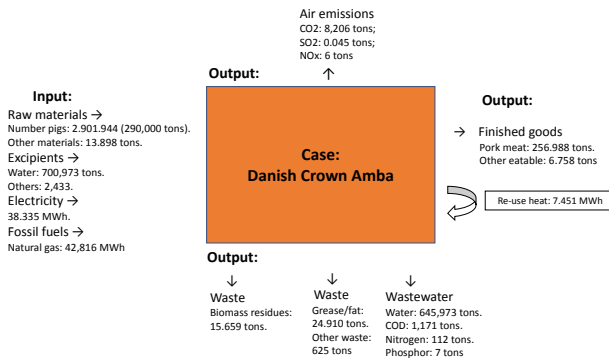 Air emissions
CO2: 8,206 tons;
SO2: 0.045 tons;
NOx: 6 tons
Output:
Input:
Raw materials →
Number pigs: 2.901.944 (290,000 tons).
Other materials: 13.898 tons.
Excipients →
Water: 700,973 tons.
Others: 2,433.
Electricity →
38.335 MWh.
Fossil fuels →
Natural gas: 42,816 MWh
Case:
Danish Crown Amba
Output:
→ Finished goods
Pork meat: 256.988 tons.
Other eatable: 6.758 tons
Re-use heat: 7.451 MWh
Output:
Waste
Biomass residues:
15.659 tons.
Waste
Grease/fat:
24.910 tons.
Other waste:
625 tons
Wastewater
Water: 645,973 tons.
COD: 1,171 tons.
Nitrogen: 112 tons.
Phosphor: 7 tons